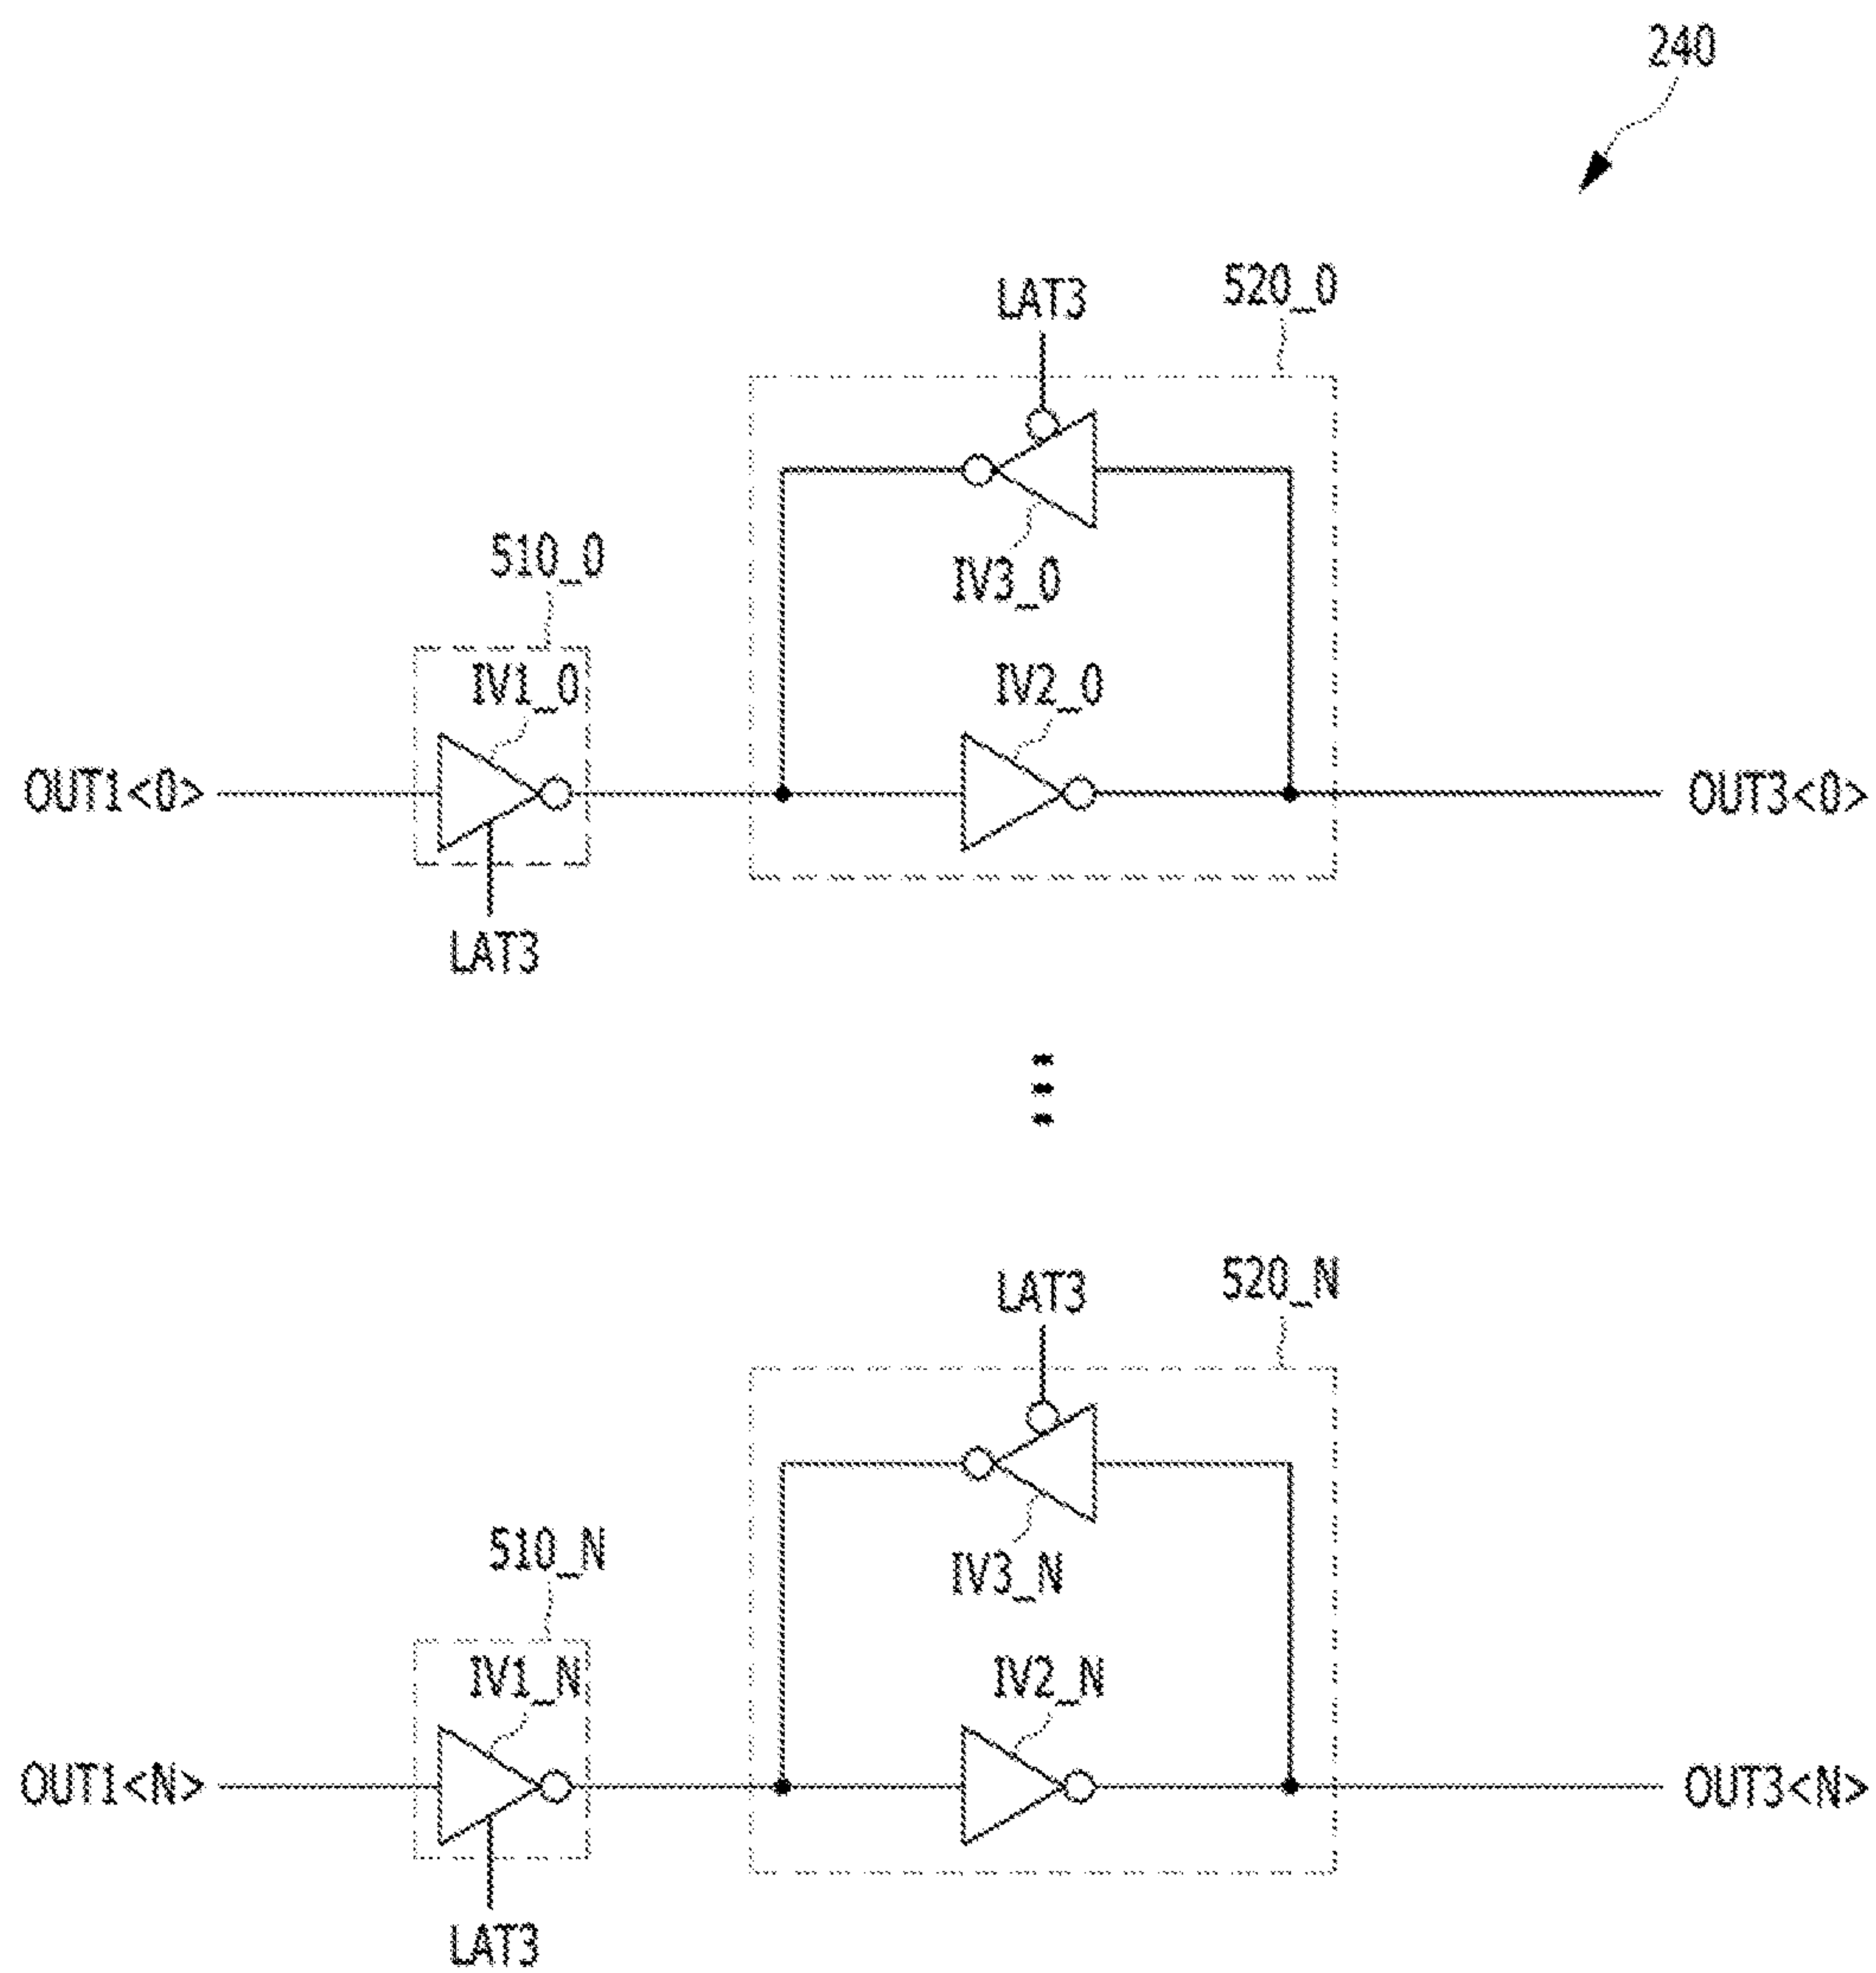 240
LAT3
520_0
IV3_0
510_0
IV1_0
IV2_0
OUT1<0>
OUT3<0>
LAT3
LAT3
520_N
IV3_N
510_N
IV1_N
IV2_N
OUT1<N>
OUT3<N>
LAT3